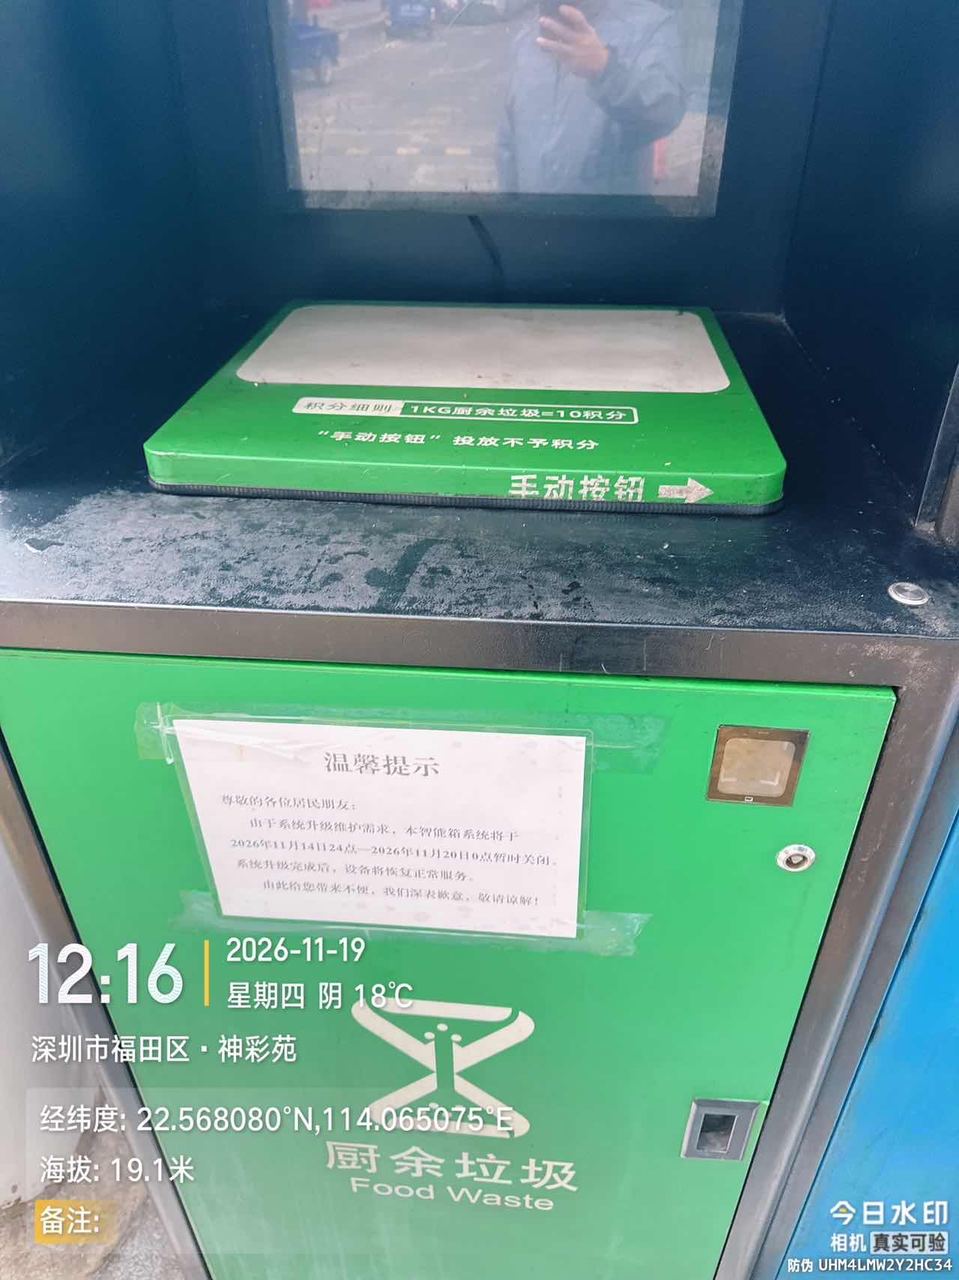 积分细则 1KG厨余垃圾=10积分
“手动按钮”投放不予积分
手动按钮
温馨提示
尊敬的各位居民朋友：
由于系统升级维护需求，本智能箱系统将于
2026年11月14日24点—2026年11月20日0点暂时关闭。
系统升级完成后，设备将恢复正常服务。
由此给您带来不便，我们深表歉意，敬请谅解！
12:16
2026-11-19
星期四 阴 18℃
深圳市福田区·神彩苑
经纬度: 22.568080°N,114.065075°E
海拔: 19.1米
备注:
厨余垃圾
Food Waste
今日水印
相机 真实可验
防伪 UHM4LMW2Y2HC34